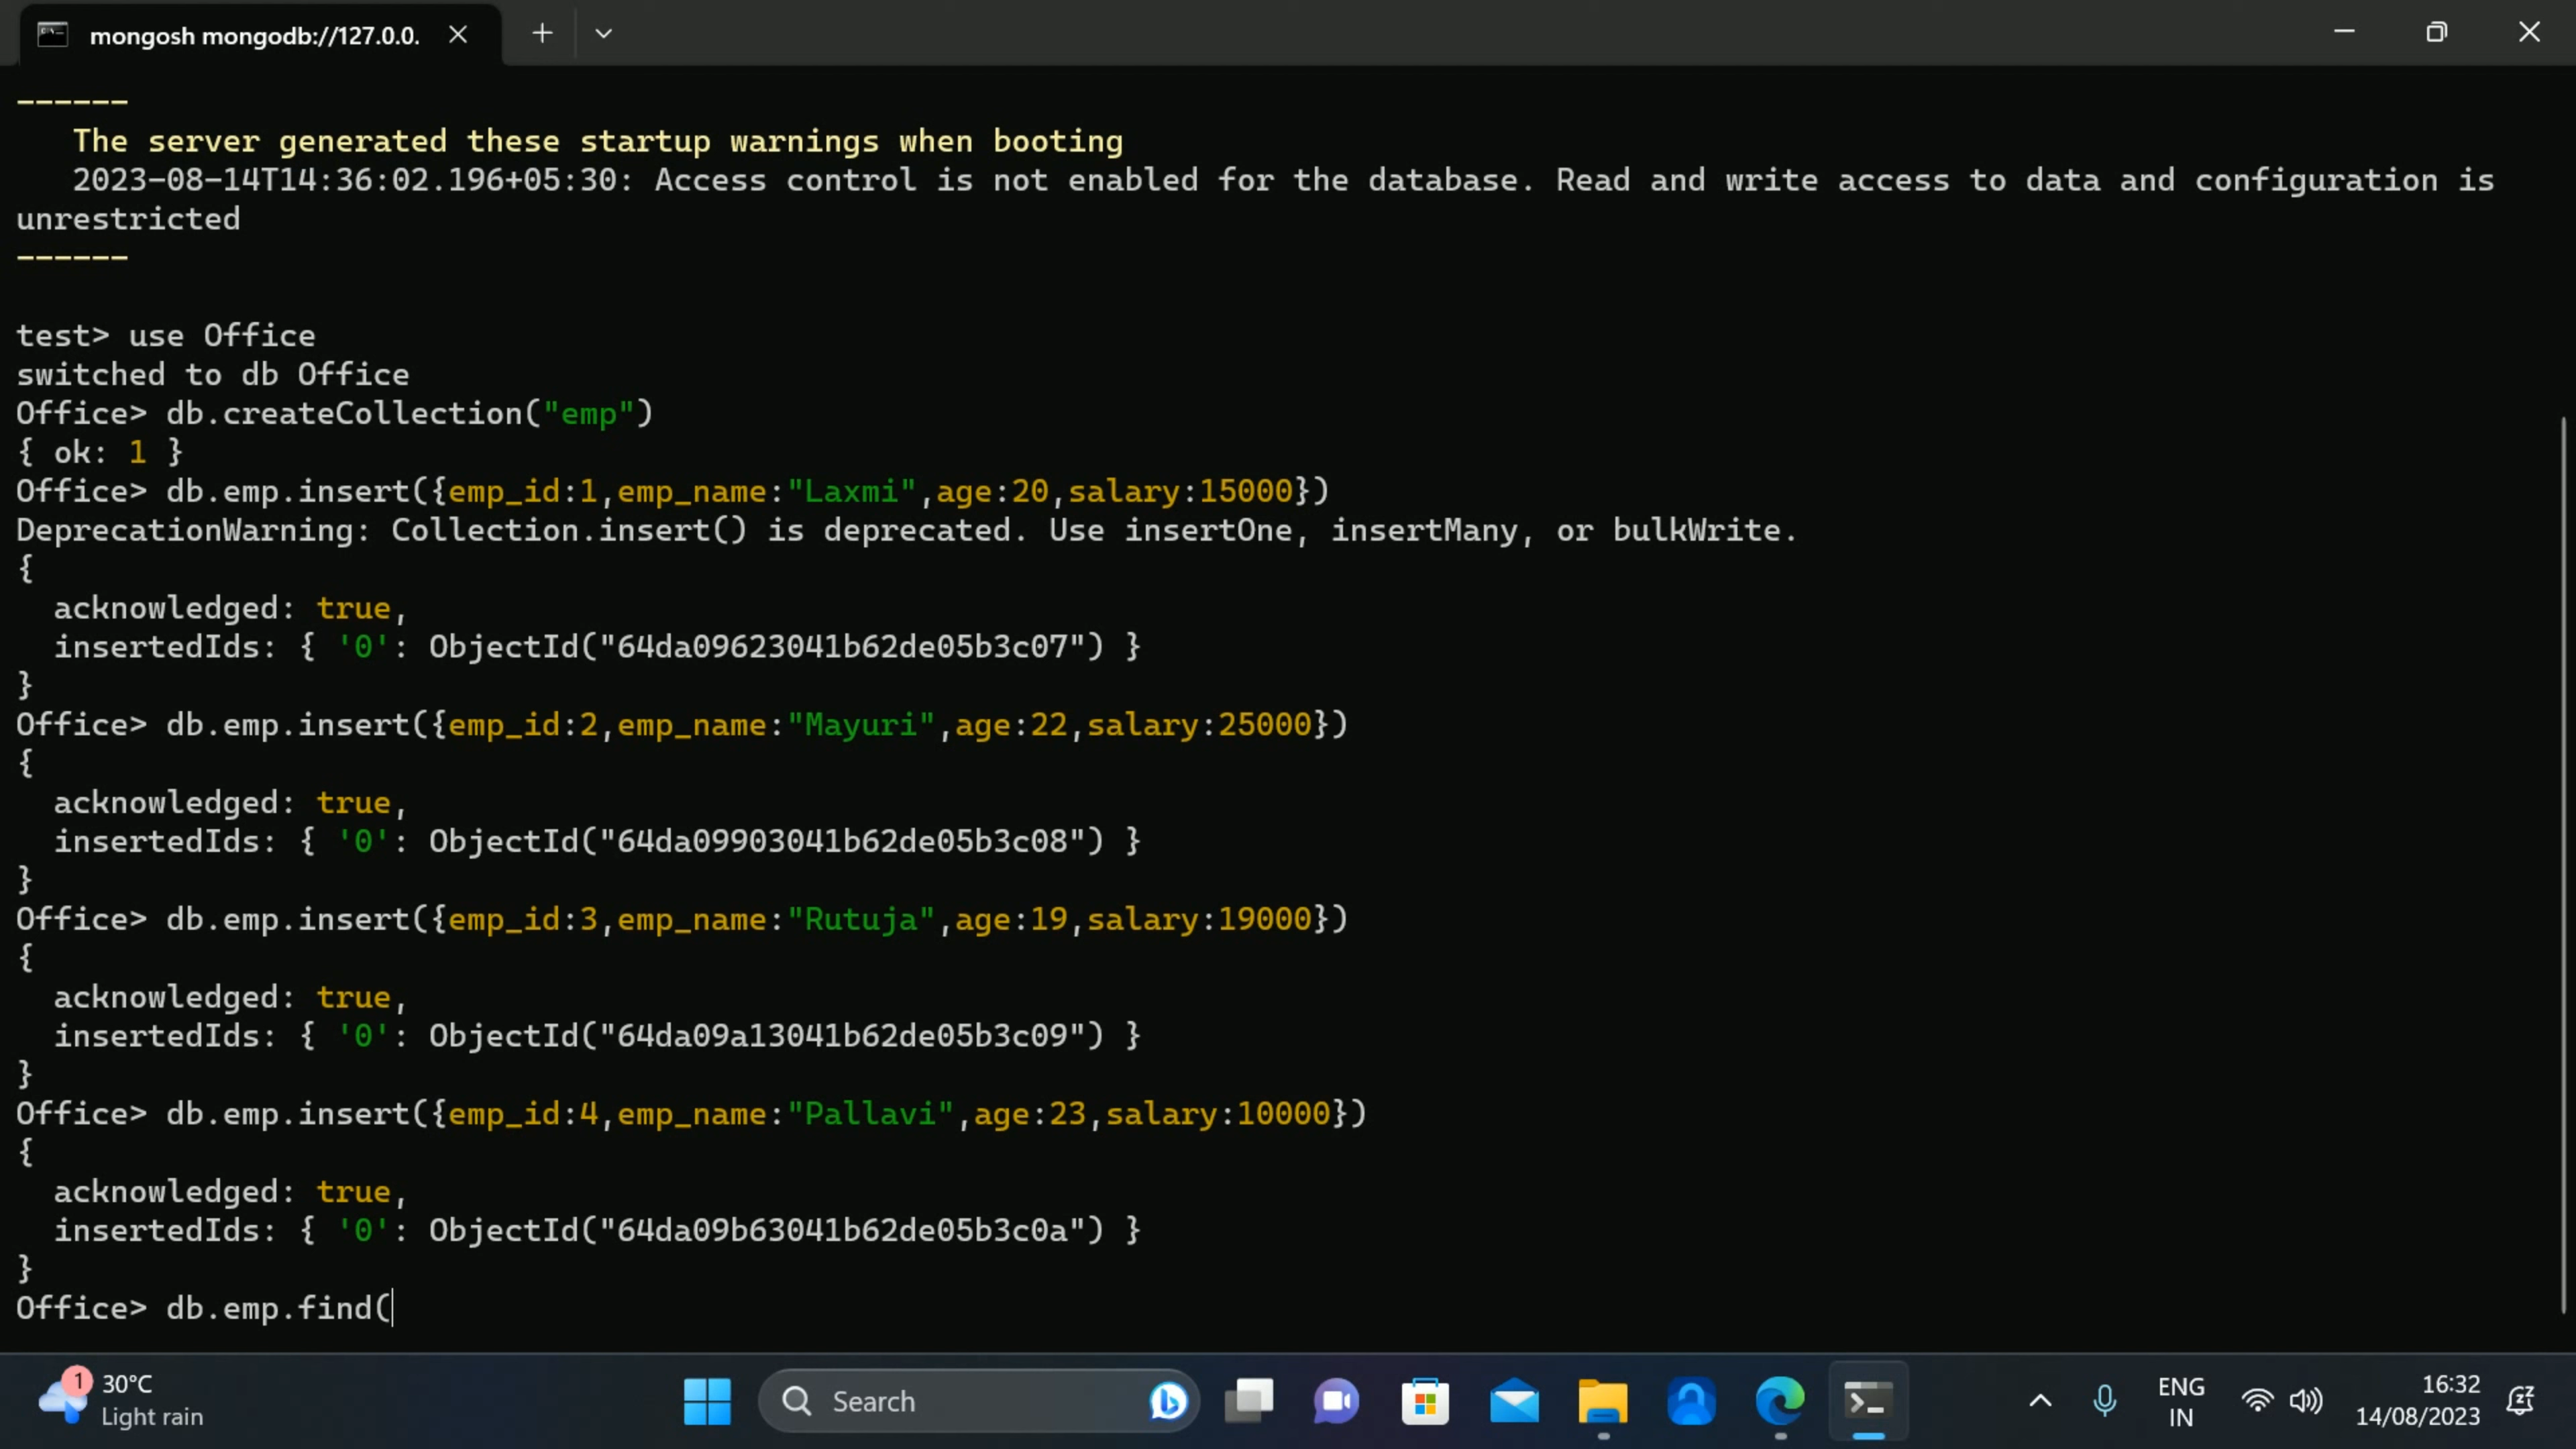 mongosh mongodb://127.0.0.
------
The server generated these startup warnings when booting
2023-08-14T14:36:02.196+05:30: Access control is not enabled for the database. Read and write access to data and configuration is
unrestricted
------
test> use Office
switched to db Office
Office> db.createCollection("emp")
{ ok: 1 }
Office> db.emp.insert({emp_id:1,emp_name:"Laxmi",age:20,salary:15000})
DeprecationWarning: Collection.insert() is deprecated. Use insertOne, insertMany, or bulkWrite.
{
acknowledged: true,
insertedIds: { '0': ObjectId("64da09623041b62de05b3c07") }
}
Office> db.emp.insert({emp_id:2,emp_name:"Mayuri",age:22,salary:25000})
{
acknowledged: true,
insertedIds: { '0': ObjectId("64da09903041b62de05b3c08") }
}
Office> db.emp.insert({emp_id:3,emp_name:"Rutuja",age:19,salary:19000})
{
acknowledged: true,
insertedIds: { '0': ObjectId("64da09a13041b62de05b3c09") }
}
Office> db.emp.insert({emp_id:4,emp_name:"Pallavi",age:23,salary:10000})
{
acknowledged: true,
insertedIds: { '0': ObjectId("64da09b63041b62de05b3c0a") }
}
Office> db.emp.find(
1
30°C
Light rain
Search
ENG
IN
16:32
14/08/2023